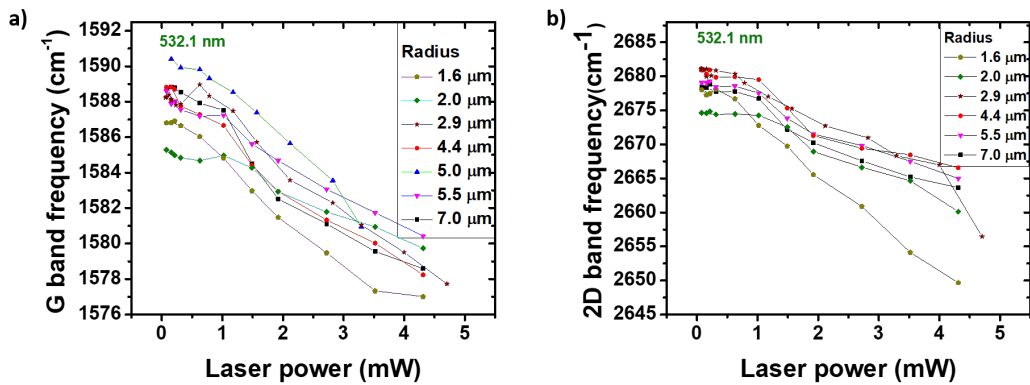 a)
532.1 nm
Radius
1.6 µm
2.0 µm
2.9 µm
4.4 µm
5.0 µm
5.5 µm
7.0 µm
G band frequency (cm⁻¹)
1592
1590
1588
1586
1584
1582
1580
1578
1576
0 1 2 3 4 5
Laser power (mW)
b)
532.1 nm
Radius
1.6 µm
2.0 µm
2.9 µm
4.4 µm
5.5 µm
7.0 µm
2D band frequency(cm⁻¹)
2685
2680
2675
2670
2665
2660
2655
2650
2645
0 1 2 3 4 5
Laser power (mW)